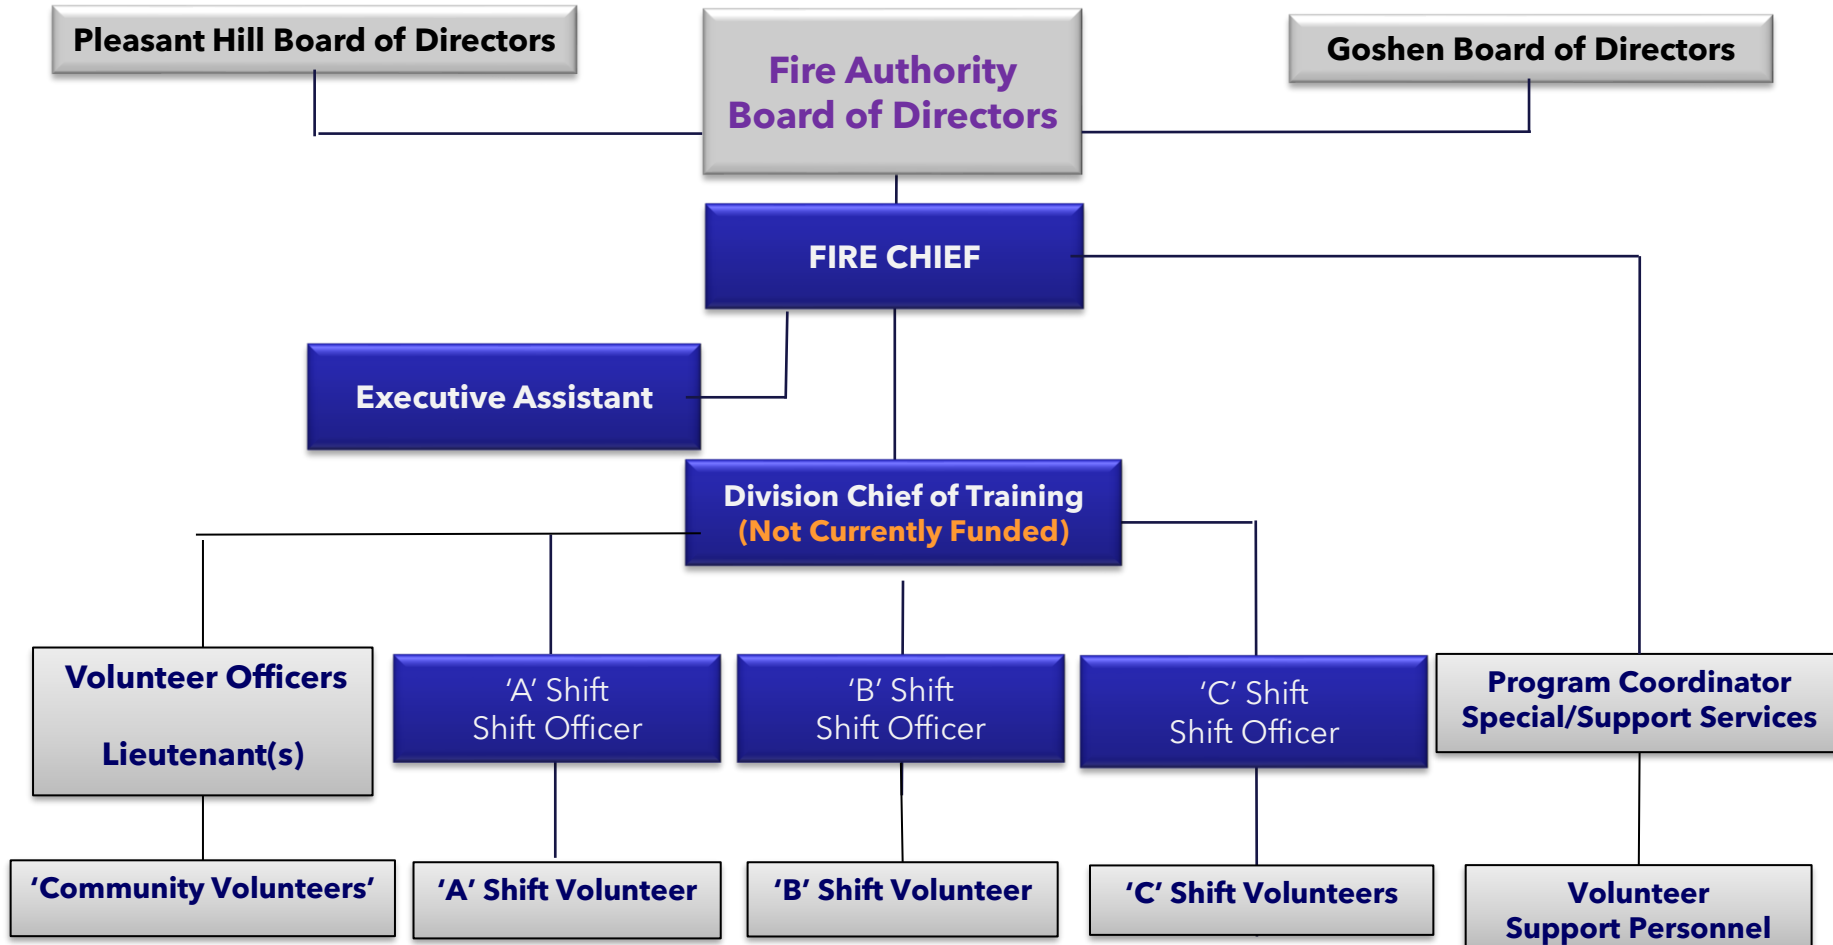 Pleasant Hill Board of Directors
Fire Authority
Board of Directors
Goshen Board of Directors
FIRE CHIEF
Executive Assistant
Division Chief of Training
(Not Currently Funded)
Volunteer Officers
Lieutenant(s)
‘A’ Shift
Shift Officer
‘B’ Shift
Shift Officer
‘C’ Shift
Shift Officer
Program Coordinator
Special/Support Services
‘Community Volunteers’
‘A’ Shift Volunteer
‘B’ Shift Volunteer
‘C’ Shift Volunteers
Volunteer
Support Personnel